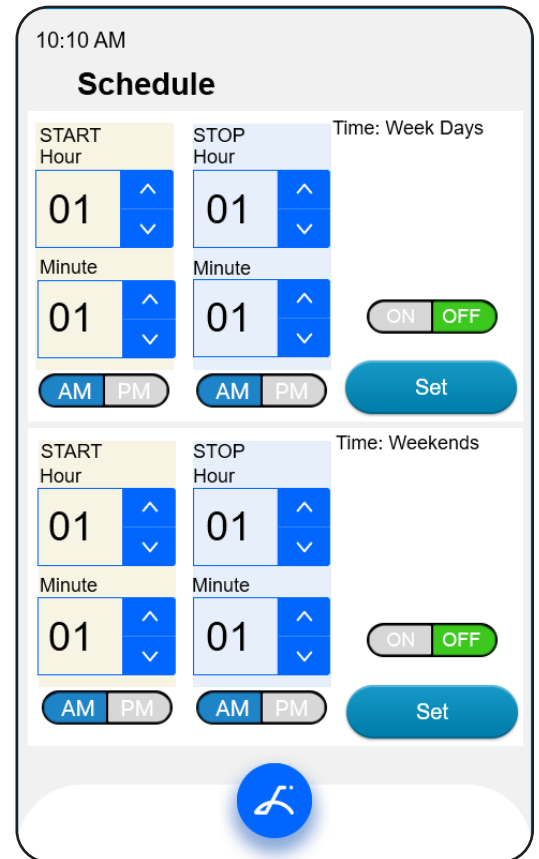 10:10 AM
Schedule
Time: Week Days
START
Hour
01
Minute
01
AM PM
STOP
Hour
01
Minute
01
AM PM
ON OFF
Set
Time: Weekends
START
Hour
01
Minute
01
AM PM
STOP
Hour
01
Minute
01
AM PM
ON OFF
Set